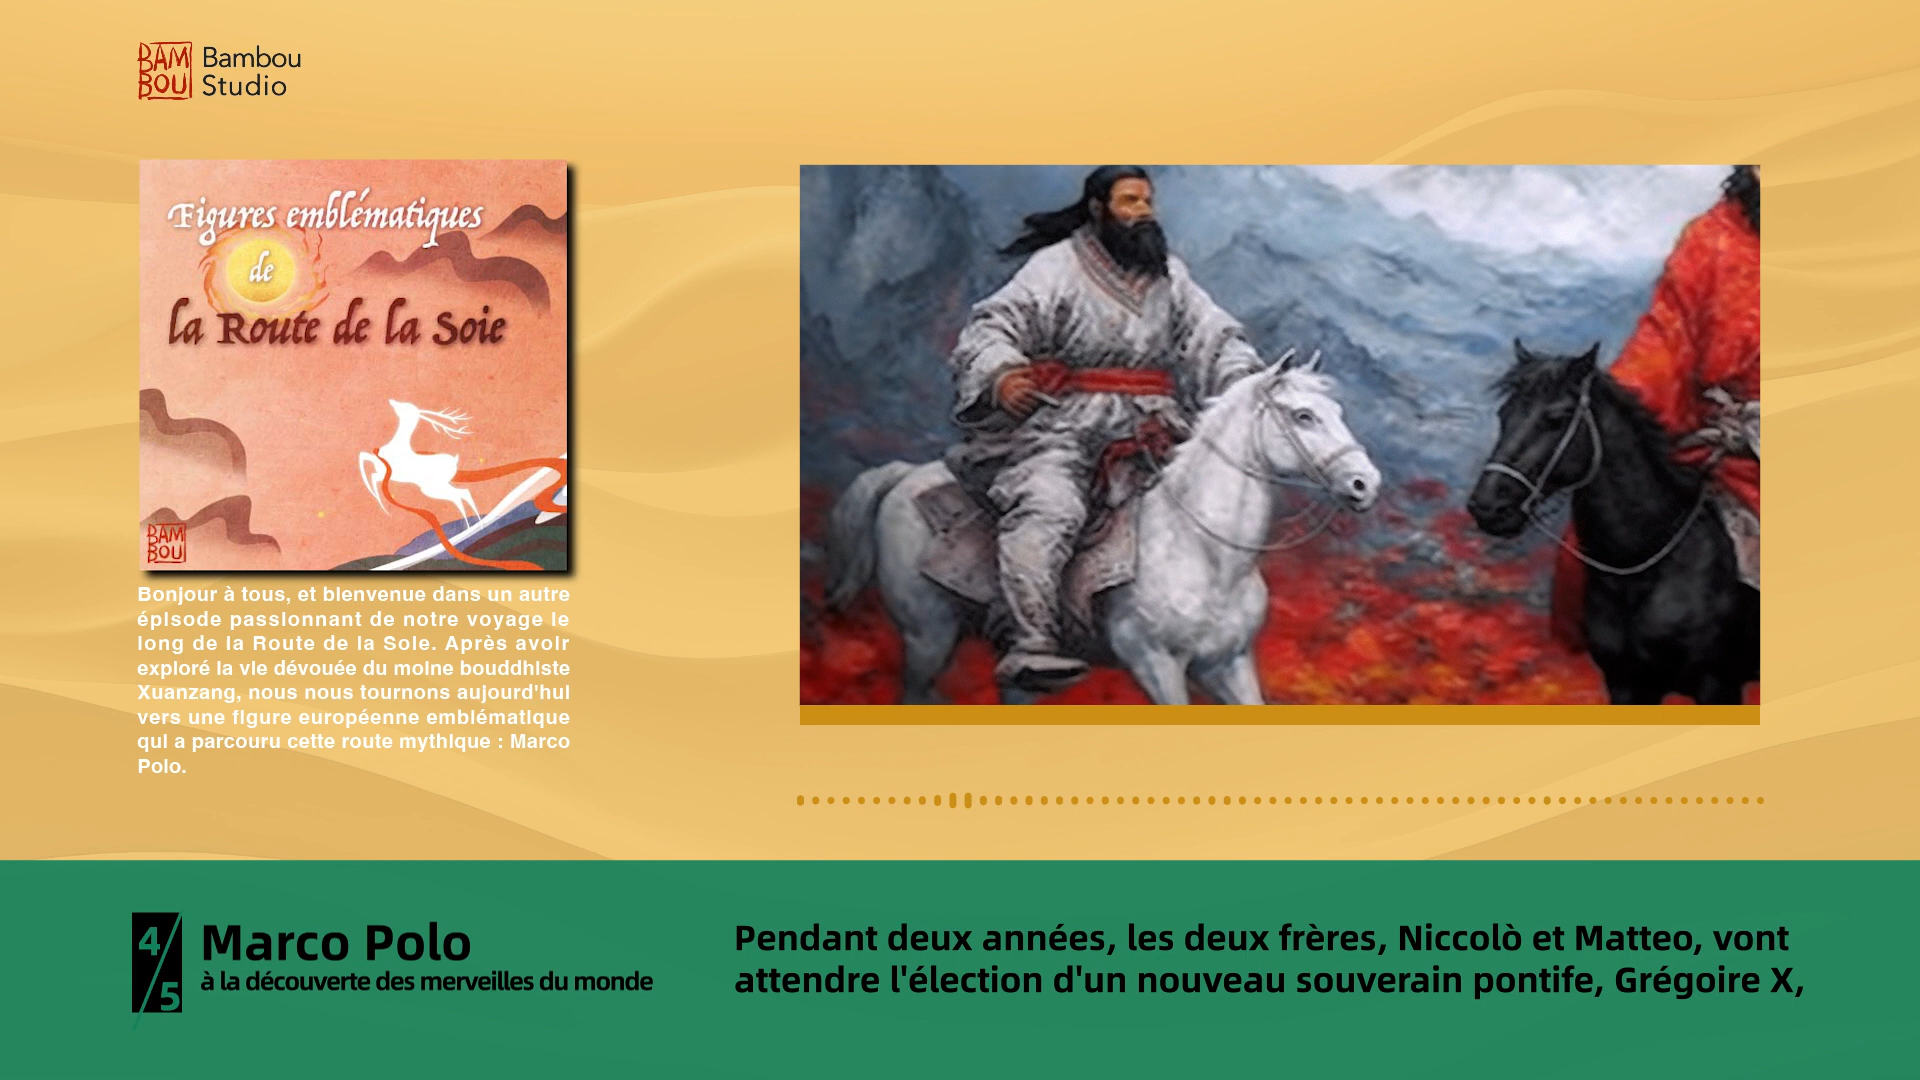 BAM
BOU
Bambou
Studio
Figures emblématiques
de
la Route de la Soie
BAM
BOU
Bonjour à tous, et bienvenue dans un autre
épisode passionnant de notre voyage le
long de la Route de la Soie. Après avoir
exploré la vie dévouée du moine bouddhiste
Xuanzang, nous nous tournons aujourd'hui
vers une figure européenne emblématique
qui a parcouru cette route mythique : Marco
Polo.
4/5
Marco Polo
à la découverte des merveilles du monde
Pendant deux années, les deux frères, Niccolò et Matteo, vont
attendre l'élection d'un nouveau souverain pontife, Grégoire X,